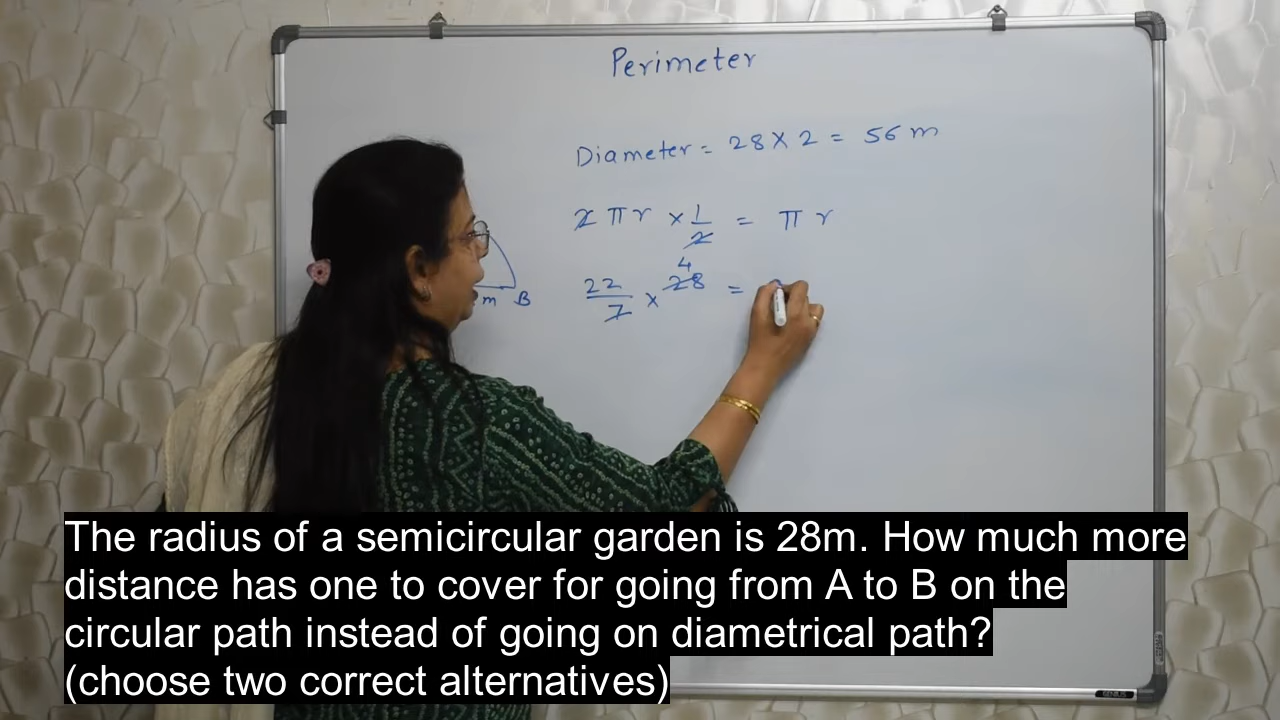 Perimeter
Diameter = 28 X 2 = 56 m
2 π r × 1/2 = π r
4
22/7 × 28 =
m B
The radius of a semicircular garden is 28m. How much more
distance has one to cover for going from A to B on the
circular path instead of going on diametrical path?
(choose two correct alternatives)